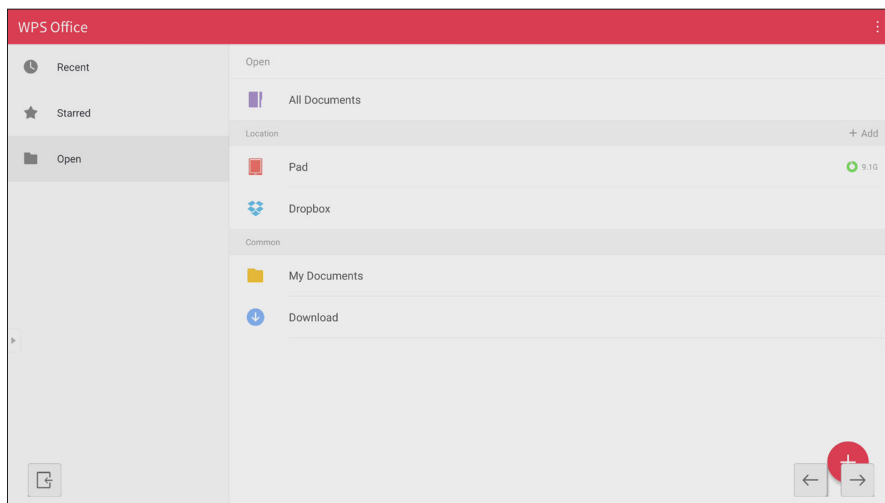 WPS Office
Recent
Starred
Open
Open
All Documents
Location
+ Add
Pad
9.1G
Dropbox
Common
My Documents
Download